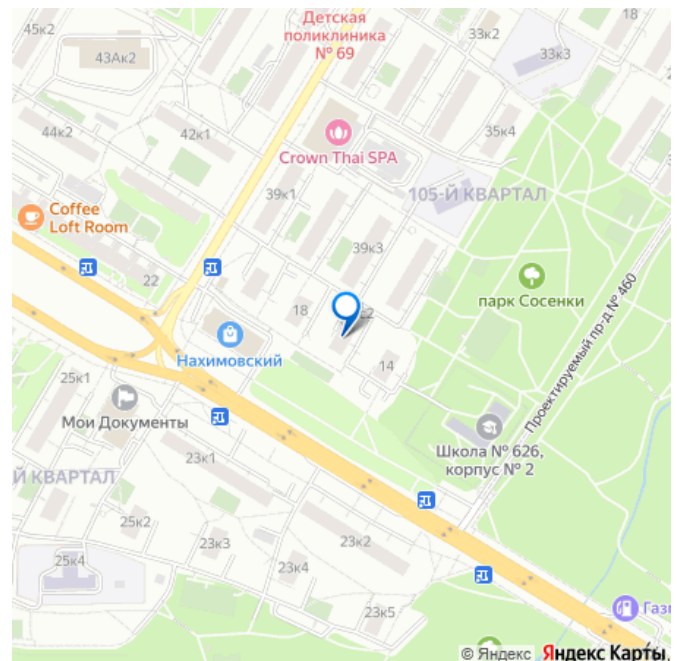 45к2
43Ак2
Детская
поликлиника
№ 69
33к2
18
33к3
44к2
42к1
35к4
Crown Thai SPA
39к1
105-Й КВАРТАЛ
Coffee
Loft Room
39к3
22
парк Сосенки
18
Нахимовский
14
Проектируемый пр-д № 460
25к1
Мои Документы
Школа № 626,
корпус № 2
23к1
Й КВАРТАЛ
25к2
23к3
23к2
25к4
23к4
23к5
Газп
© Яндекс Яндекс Карты